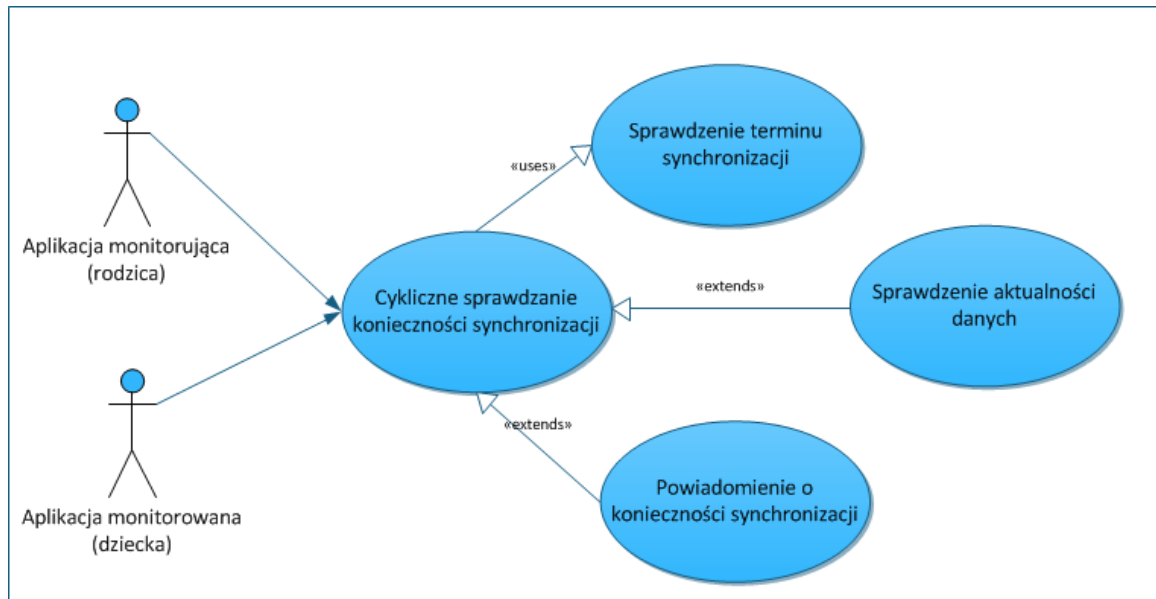 Sprawdzenie terminu
synchronizacji
«uses»
Aplikacja monitorująca
(rodzica)
Cykliczne sprawdzanie
konieczności synchronizacji
«extends»
Sprawdzenie aktualności
danych
«extends»
Powiadomienie o
konieczności synchronizacji
Aplikacja monitorowana
(dziecka)